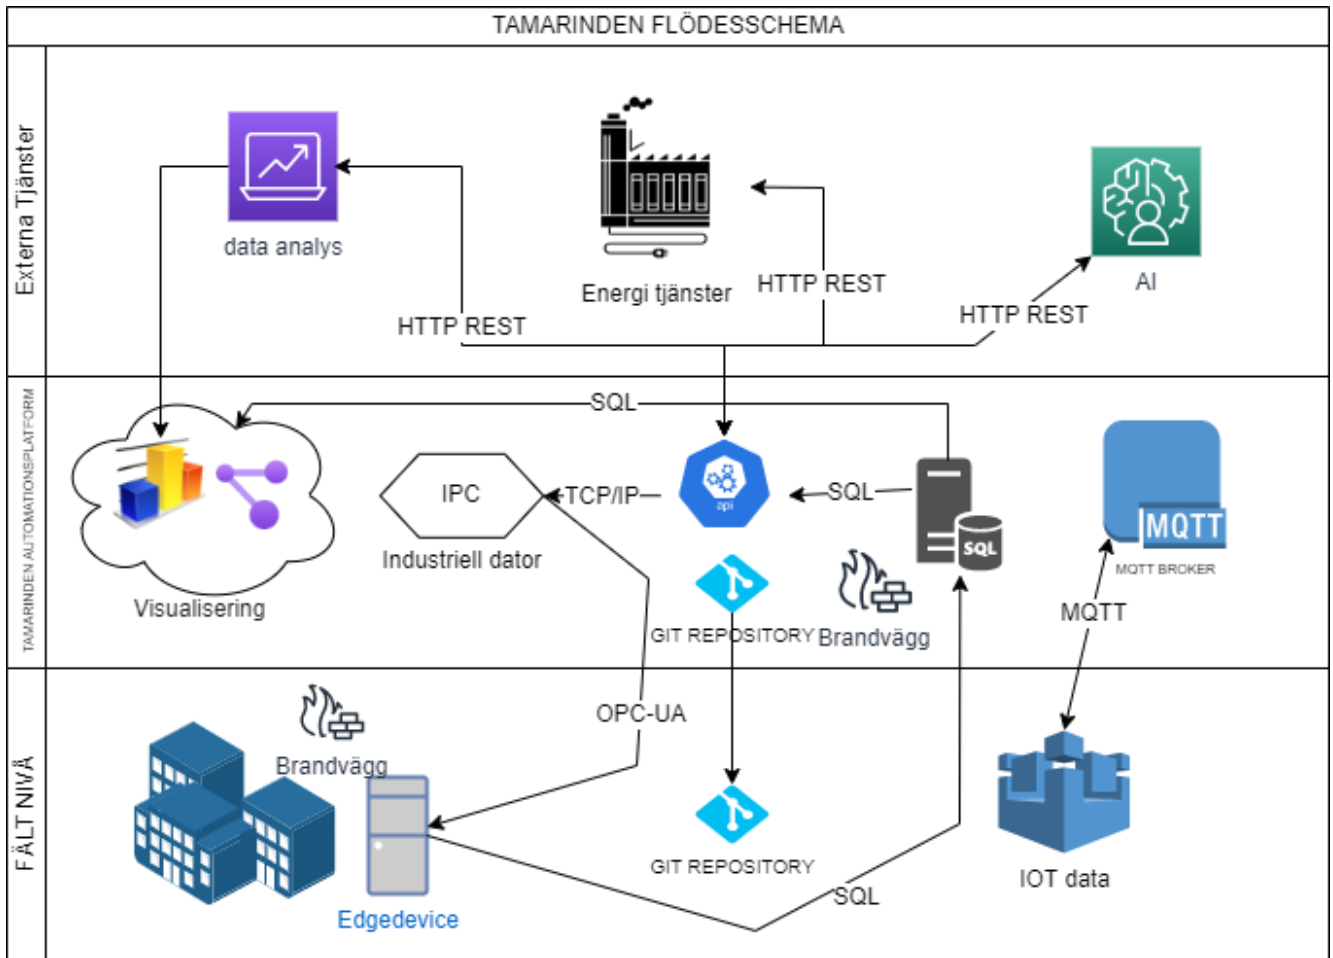 TAMARINDEN FLÖDESSCHEMA
Externa Tjänster
data analys
Energi tjänster
AI
HTTP REST
HTTP REST
HTTP REST
TAMARINDEN AUTOMATIONSPLATFORM
SQL
IPC
Industriell dator
TCP/IP
api
SQL
SQL
MQTT
MQTT BROKER
Visualisering
GIT REPOSITORY
Brandvägg
MQTT
FÄLT NIVÅ
OPC-UA
Brandvägg
GIT REPOSITORY
IOT data
SQL
Edgedevice